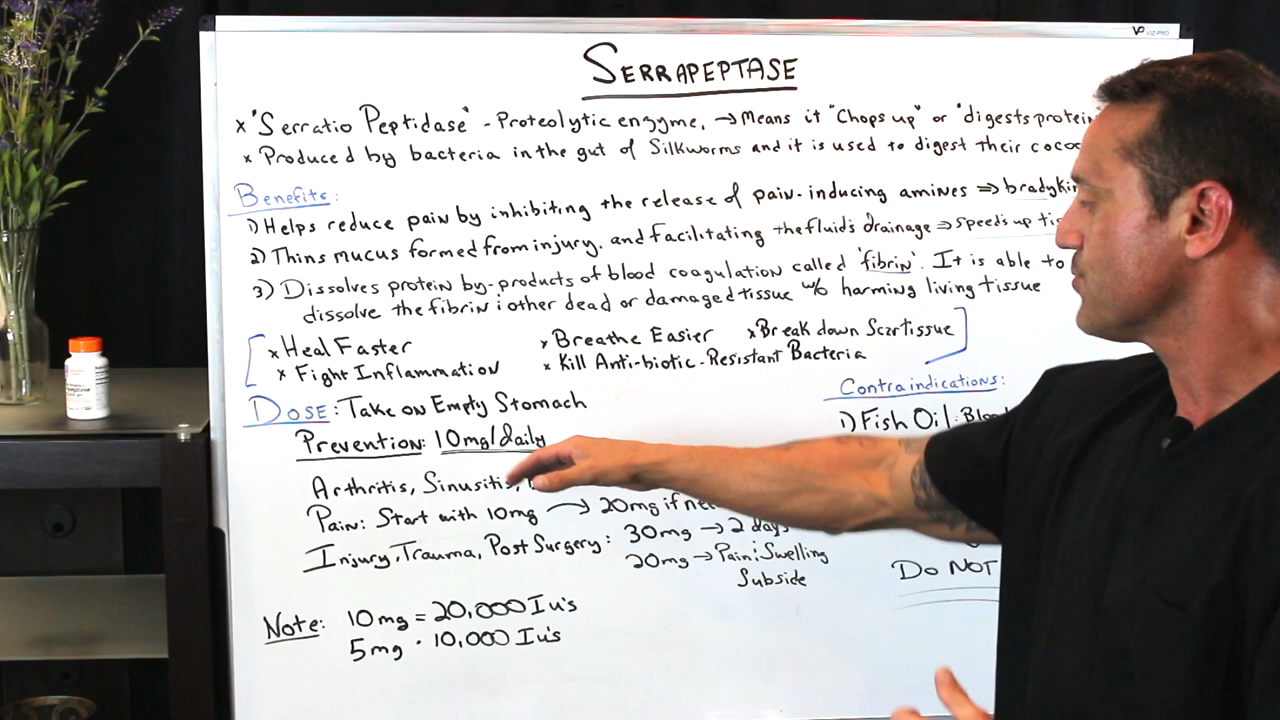 VIZ-PRO
SERRAPEPTASE
x "Serratio Peptidase" - Proteolytic enzyme, → Means it "Chops up" or "digests protein
x Produced by bacteria in the gut of Silkworms and it is used to digest their
Benefits:
1) Helps reduce pain by inhibiting the release of pain-inducing amines ⇒
2) Thins mucus formed from injury, and facilitating the fluids drainage ⇒ speeds up
3) Dissolves protein by-products of blood coagulation called 'fibrin'. It is able to
dissolve the fibrin & other dead or damaged tissue w/o harming living tissue
x Heal Faster x Breathe Easier x Break down Scar tissue
x Fight Inflammation x Kill Anti-biotic-Resistant Bacteria
DOSE: Take on Empty Stomach
Prevention: 10mg/daily
Arthritis, Sinusitis,
Pain: Start with 10mg → 20mg if
Injury, Trauma, Post Surgery: 30mg → 2 days
20mg → Pain & Swelling
Subside
Note: 10mg = 20,000 Iu's
5mg · 10,000 Iu's
Contraindications:
1) Fish Oil:
Do NOT